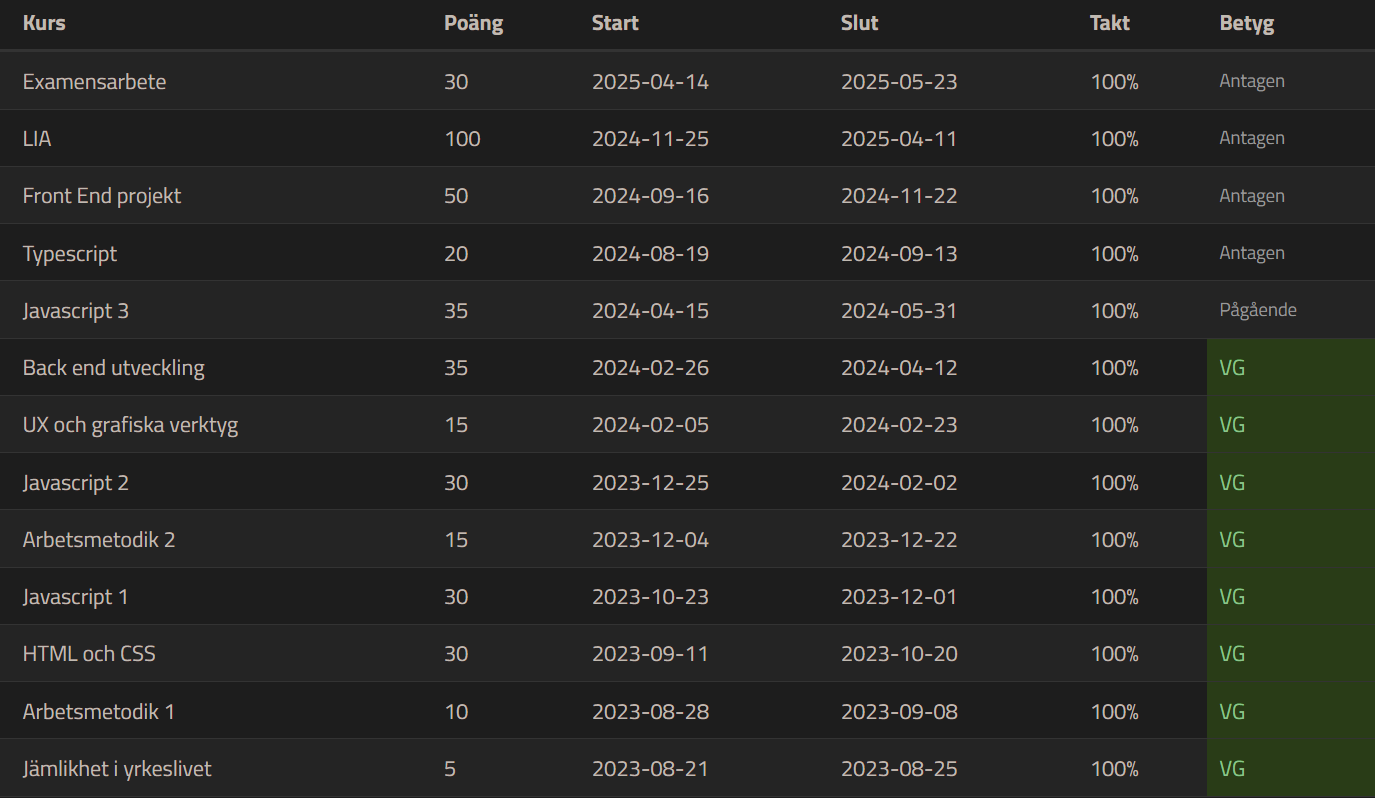 Kurs Poäng Start Slut Takt Betyg
Examensarbete 30 2025-04-14 2025-05-23 100% Antagen
LIA 100 2024-11-25 2025-04-11 100% Antagen
Front End projekt 50 2024-09-16 2024-11-22 100% Antagen
Typescript 20 2024-08-19 2024-09-13 100% Antagen
Javascript 3 35 2024-04-15 2024-05-31 100% Pågående
Back end utveckling 35 2024-02-26 2024-04-12 100% VG
UX och grafiska verktyg 15 2024-02-05 2024-02-23 100% VG
Javascript 2 30 2023-12-25 2024-02-02 100% VG
Arbetsmetodik 2 15 2023-12-04 2023-12-22 100% VG
Javascript 1 30 2023-10-23 2023-12-01 100% VG
HTML och CSS 30 2023-09-11 2023-10-20 100% VG
Arbetsmetodik 1 10 2023-08-28 2023-09-08 100% VG
Jämlikhet i yrkeslivet 5 2023-08-21 2023-08-25 100% VG